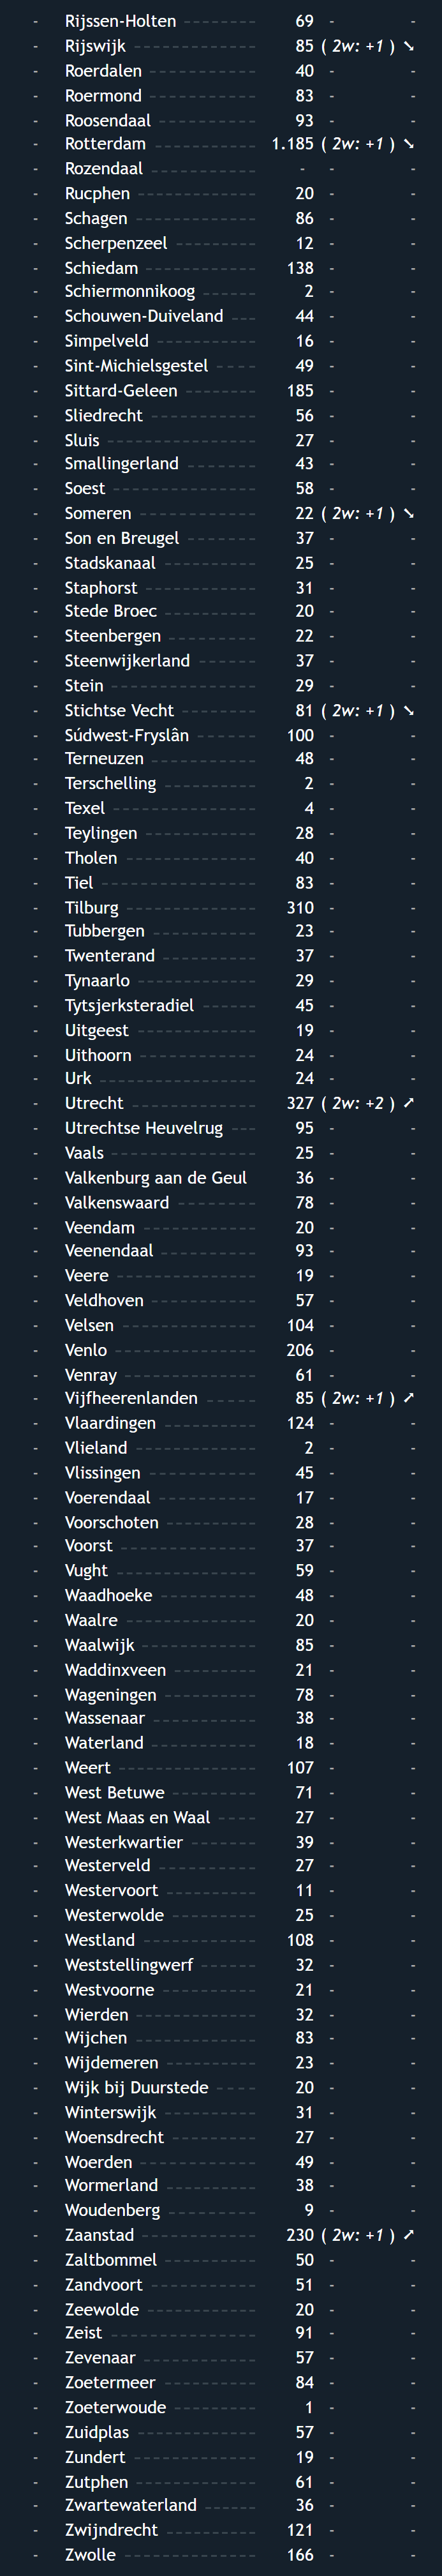 - Rijssen-Holten 69 - -
- Rijswijk 85 ( 2w: +1 ) ➘
- Roerdalen 40 - -
- Roermond 83 - -
- Roosendaal 93 - -
- Rotterdam 1.185 ( 2w: +1 ) ➘
- Rozendaal - - -
- Rucphen 20 - -
- Schagen 86 - -
- Scherpenzeel 12 - -
- Schiedam 138 - -
- Schiermonnikoog 2 - -
- Schouwen-Duiveland 44 - -
- Simpelveld 16 - -
- Sint-Michielsgestel 49 - -
- Sittard-Geleen 185 - -
- Sliedrecht 56 - -
- Sluis 27 - -
- Smallingerland 43 - -
- Soest 58 - -
- Someren 22 ( 2w: +1 ) ➘
- Son en Breugel 37 - -
- Stadskanaal 25 - -
- Staphorst 31 - -
- Stede Broec 20 - -
- Steenbergen 22 - -
- Steenwijkerland 37 - -
- Stein 29 - -
- Stichtse Vecht 81 ( 2w: +1 ) ➘
- Súdwest-Fryslân 100 - -
- Terneuzen 48 - -
- Terschelling 2 - -
- Texel 4 - -
- Teylingen 28 - -
- Tholen 40 - -
- Tiel 83 - -
- Tilburg 310 - -
- Tubbergen 23 - -
- Twenterand 37 - -
- Tynaarlo 29 - -
- Tytsjerksteradiel 45 - -
- Uitgeest 19 - -
- Uithoorn 24 - -
- Urk 24 - -
- Utrecht 327 ( 2w: +2 ) ➚
- Utrechtse Heuvelrug 95 - -
- Vaals 25 - -
- Valkenburg aan de Geul 36 - -
- Valkenswaard 78 - -
- Veendam 20 - -
- Veenendaal 93 - -
- Veere 19 - -
- Veldhoven 57 - -
- Velsen 104 - -
- Venlo 206 - -
- Venray 61 - -
- Vijfheerenlanden 85 ( 2w: +1 ) ➚
- Vlaardingen 124 - -
- Vlieland 2 - -
- Vlissingen 45 - -
- Voerendaal 17 - -
- Voorschoten 28 - -
- Voorst 37 - -
- Vught 59 - -
- Waadhoeke 48 - -
- Waalre 20 - -
- Waalwijk 85 - -
- Waddinxveen 21 - -
- Wageningen 78 - -
- Wassenaar 38 - -
- Waterland 18 - -
- Weert 107 - -
- West Betuwe 71 - -
- West Maas en Waal 27 - -
- Westerkwartier 39 - -
- Westerveld 27 - -
- Westervoort 11 - -
- Westerwolde 25 - -
- Westland 108 - -
- Weststellingwerf 32 - -
- Westvoorne 21 - -
- Wierden 32 - -
- Wijchen 83 - -
- Wijdemeren 23 - -
- Wijk bij Duurstede 20 - -
- Winterswijk 31 - -
- Woensdrecht 27 - -
- Woerden 49 - -
- Wormerland 38 - -
- Woudenberg 9 - -
- Zaanstad 230 ( 2w: +1 ) ➚
- Zaltbommel 50 - -
- Zandvoort 51 - -
- Zeewolde 20 - -
- Zeist 91 - -
- Zevenaar 57 - -
- Zoetermeer 84 - -
- Zoeterwoude 1 - -
- Zuidplas 57 - -
- Zundert 19 - -
- Zutphen 61 - -
- Zwartewaterland 36 - -
- Zwijndrecht 121 - -
- Zwolle 166 - -